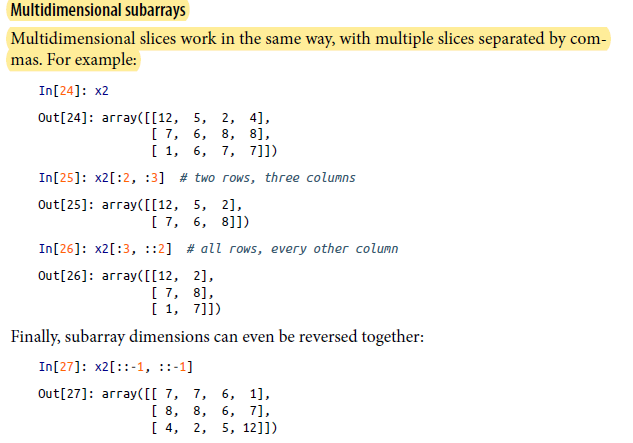 Multidimensional subarrays
Multidimensional slices work in the same way, with multiple slices separated by com-
mas. For example:
In[24]: x2
Out[24]: array([[12, 5, 2, 4],
[ 7, 6, 8, 8],
[ 1, 6, 7, 7]])
In[25]: x2[:2, :3] # two rows, three columns
Out[25]: array([[12, 5, 2],
[ 7, 6, 8]])
In[26]: x2[:3, ::2] # all rows, every other column
Out[26]: array([[12, 2],
[ 7, 8],
[ 1, 7]])
Finally, subarray dimensions can even be reversed together:
In[27]: x2[::-1, ::-1]
Out[27]: array([[ 7, 7, 6, 1],
[ 8, 8, 6, 7],
[ 4, 2, 5, 12]])